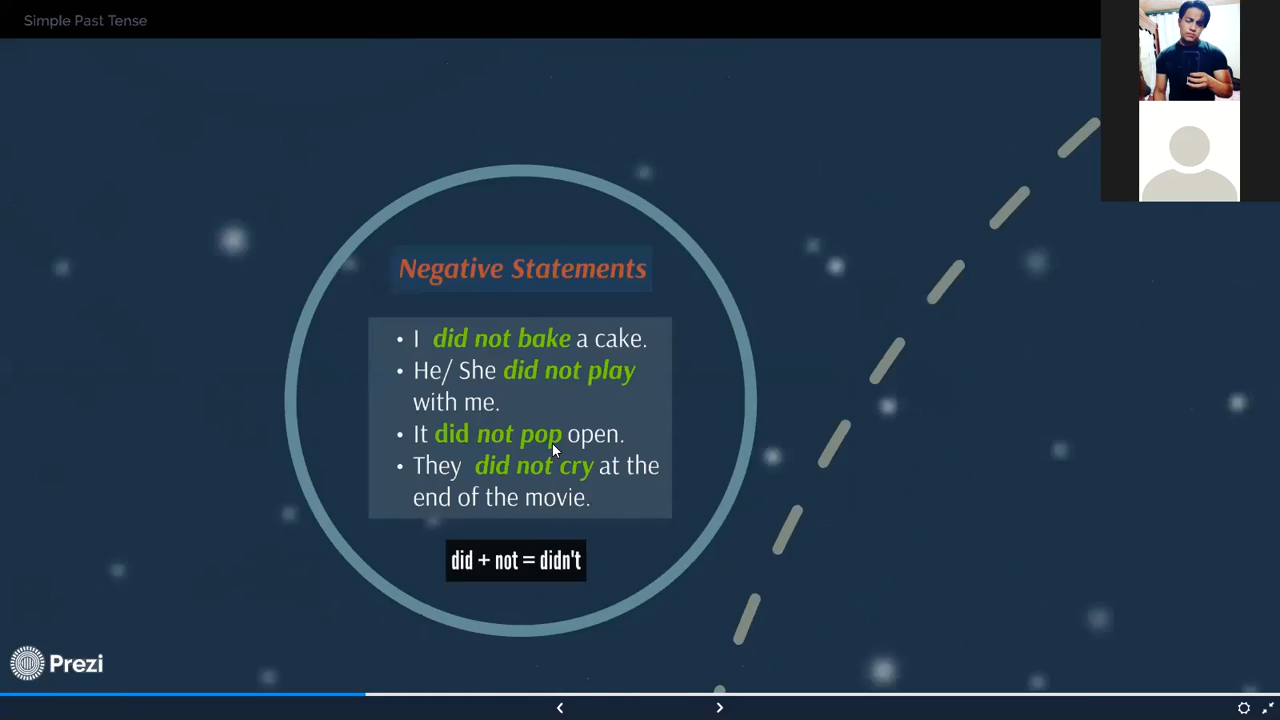 Simple Past Tense
Negative Statements
• I did not bake a cake.
• He/ She did not play
with me.
• It did not pop open.
• They did not cry at the
end of the movie.
did + not = didn't
Prezi